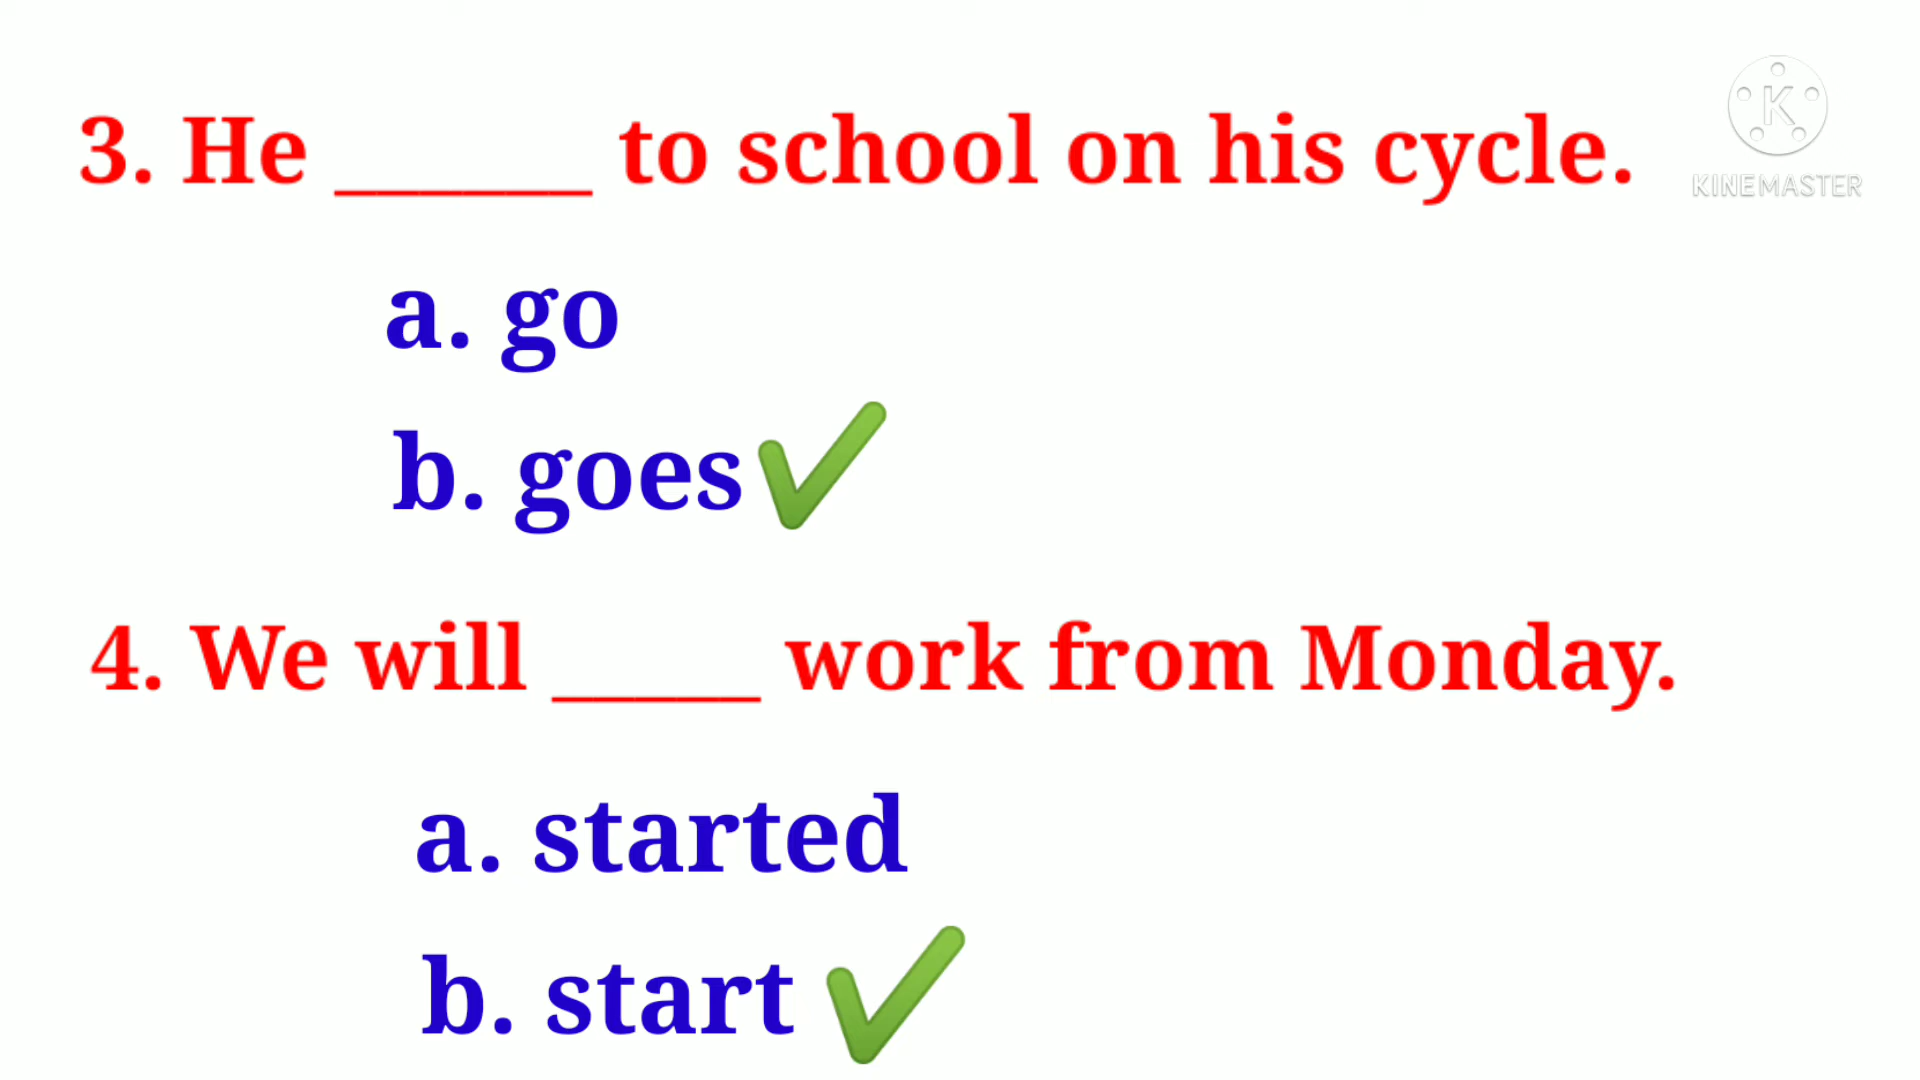 3. He ______ to school on his cycle.
K
KINEMASTER
a. go
b. goes
4. We will _____ work from Monday.
a. started
b. start